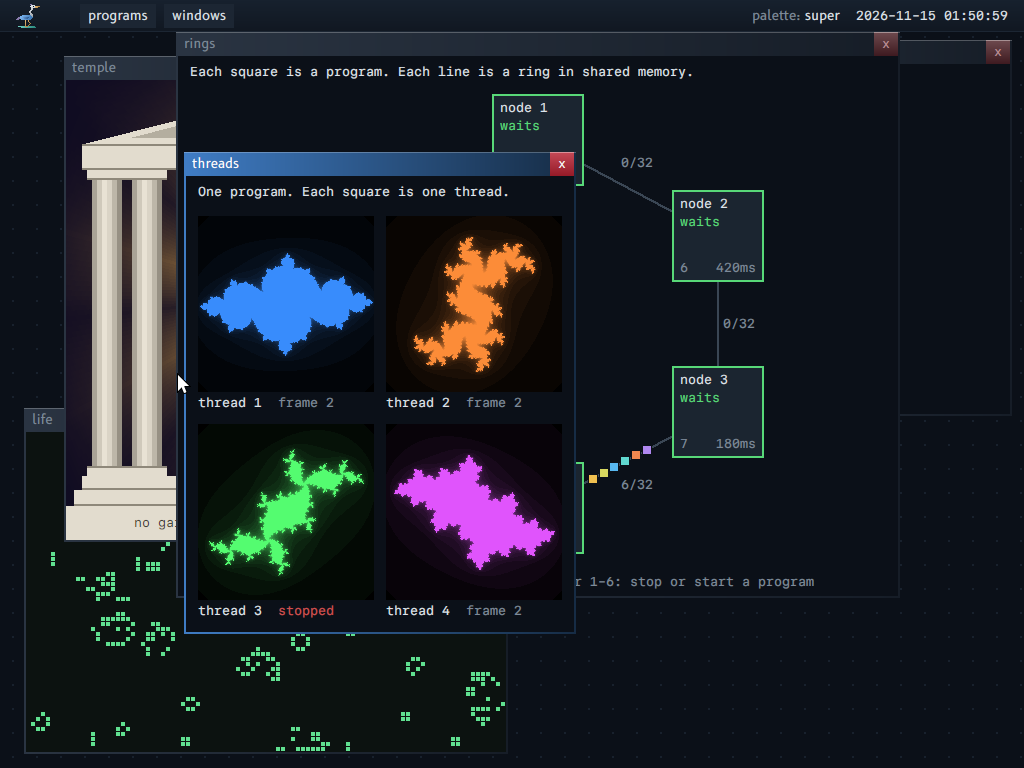 programs windows palette: super 2026-11-15 01:50:59
rings x
x
temple
Each square is a program. Each line is a ring in shared memory.
node 1
waits
0/32
node 2
waits
6 420ms
0/32
node 3
waits
7 180ms
6/32
1-6: stop or start a program
threads x
One program. Each square is one thread.
thread 1 frame 2
thread 2 frame 2
thread 3 stopped
thread 4 frame 2
life
no